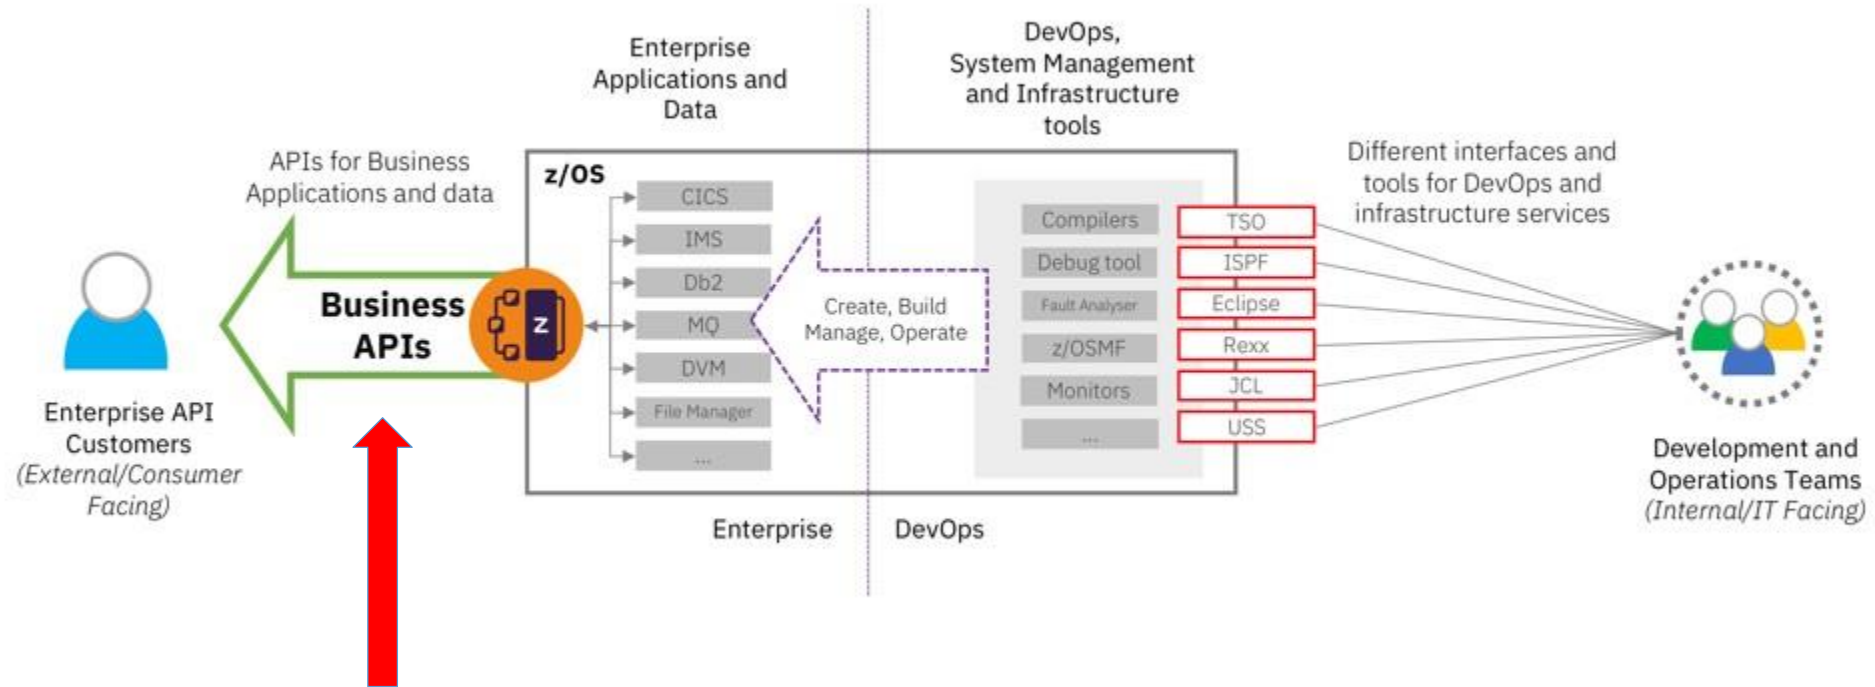 Enterprise
Applications and
Data
DevOps,
System Management
and Infrastructure
tools
APIs for Business
Applications and data
Different interfaces and
tools for DevOps and
infrastructure services
z/OS
CICS
IMS
Db2
MQ
DVM
File Manager
...
Business
APIs
Z
Create, Build
Manage, Operate
Compilers
Debug tool
Fault Analyser
z/OSMF
Monitors
...
TSO
ISPF
Eclipse
Rexx
JCL
USS
Enterprise API
Customers
(External/Consumer
Facing)
Development and
Operations Teams
(Internal/IT Facing)
Enterprise
DevOps